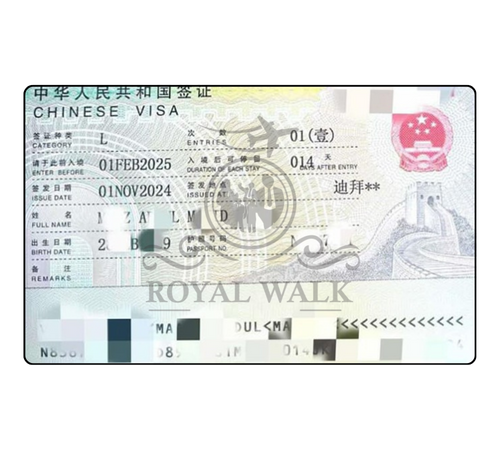 中华人民共和国签证
CHINESE VISA
签证种类 CATEGORY L 次数 ENTRIES 01(壹)
请于此前入境 ENTER BEFORE 01FEB2025 入境后可停留 DURATION OF EACH STAY 014 天 DAYS AFTER ENTRY
签发日期 ISSUE DATE 01NOV2024 签发地点 ISSUED AT 迪拜**
姓名 FULL NAME
出生日期 BIRTH DATE 护照号码 PASSPORT NO.
备注 REMARKS
ROYAL WALK